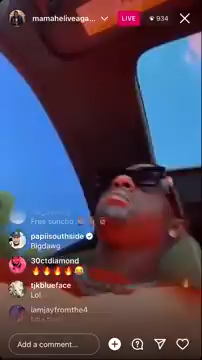 mamaheliveaga...
LIVE
934
Free suncho
papiisouthside
Bigdawg
30ctdiamond
🔥🔥🔥🔥😂
tjkblueface
Lol
iamjayfromthe4
Add a comment...